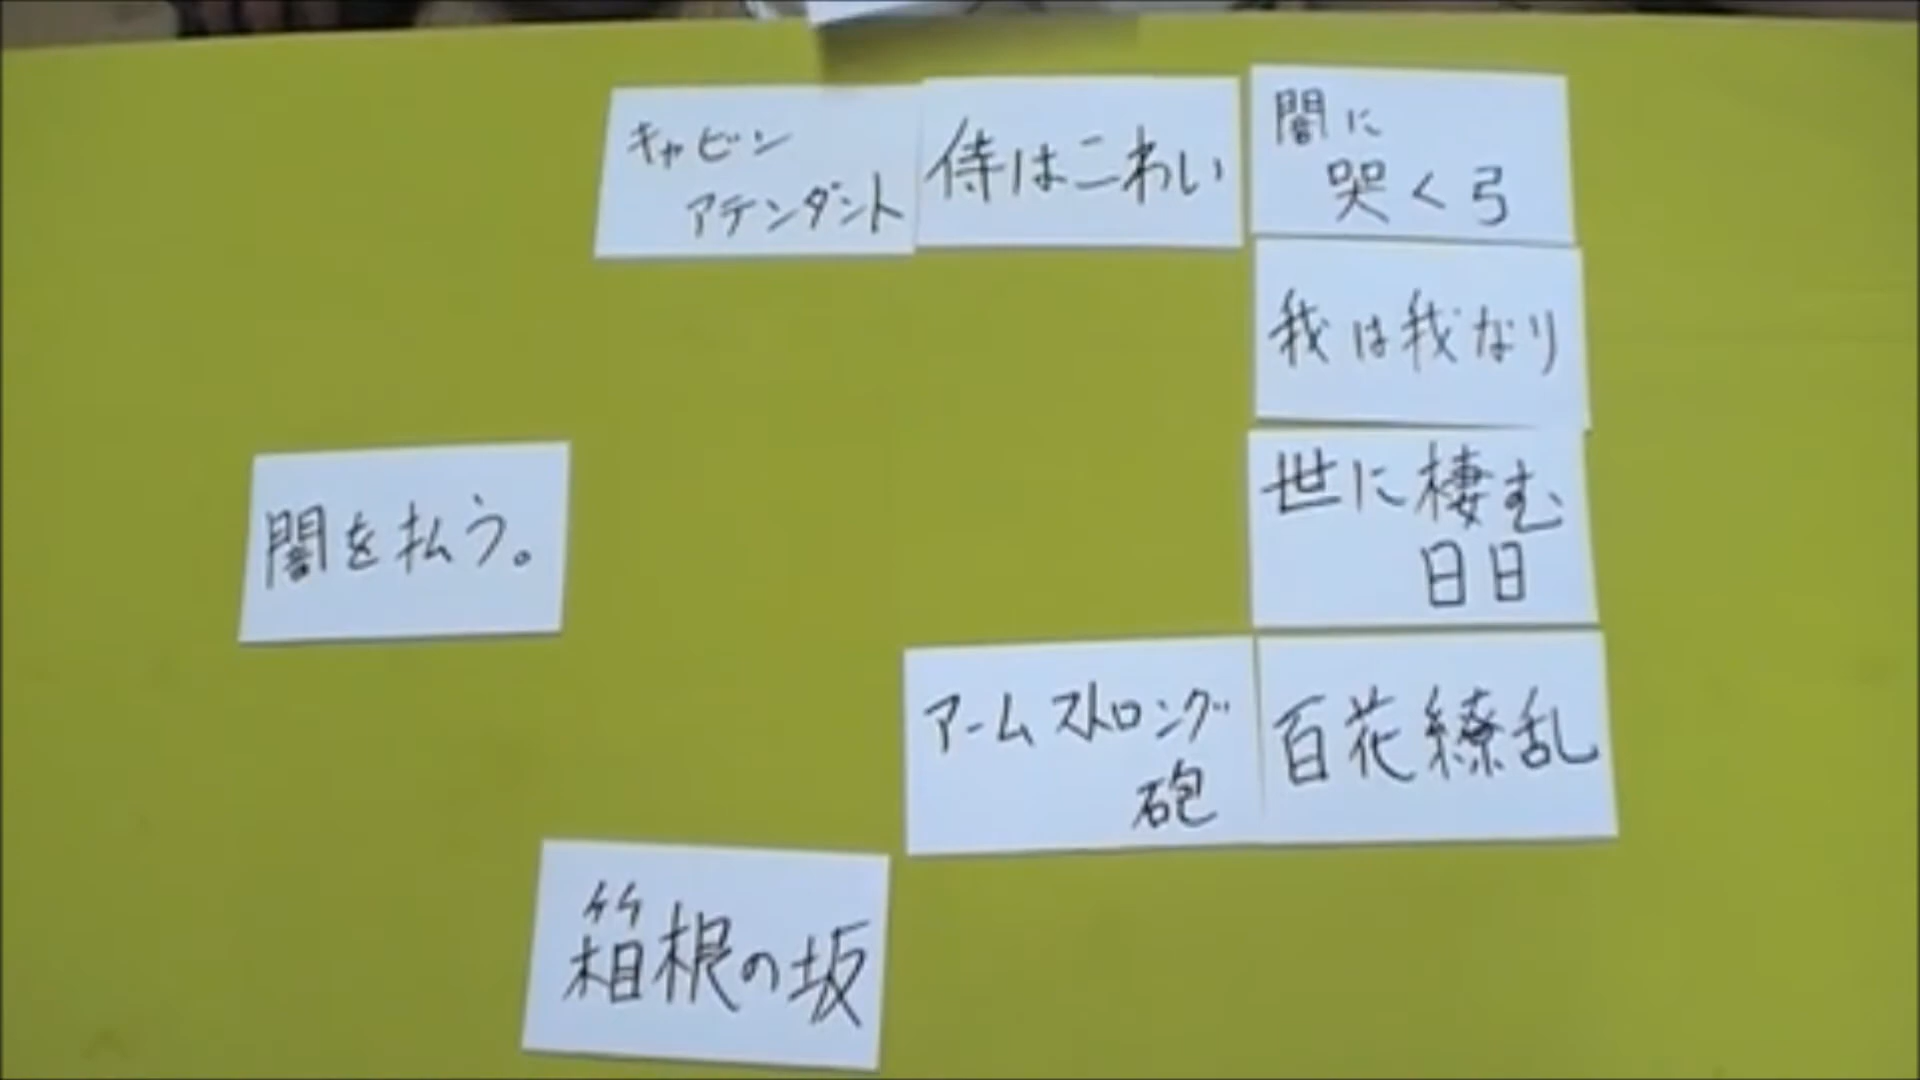 キャビン
アテンダント
侍はこわい
闇に
哭く弓
我は我なり
世に棲む
日日
闇を払う。
アームストロング
砲
百花繚乱
箱根の坂